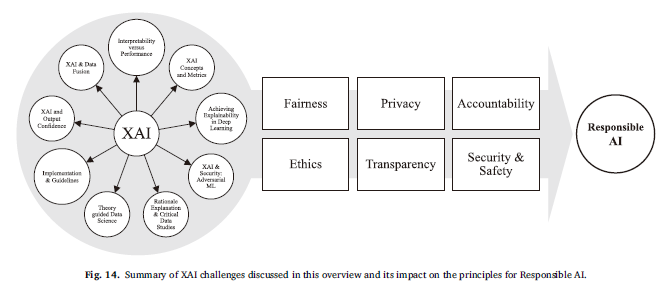 Interpretability
versus
Performance
XAI & Data
Fusion
XAI
Concepts
and Metrics
XAI and
Output
Confidence
Achieving
Explainability
in Deep
Learning
XAI
Implementation
& Guidelines
XAI &
Security:
Adversarial
ML
Theory
guided Data
Science
Rationale
Explanation
& Critical
Data
Studies
Fairness
Privacy
Accountability
Ethics
Transparency
Security &
Safety
Responsible
AI
Fig. 14. Summary of XAI challenges discussed in this overview and its impact on the principles for Responsible AI.